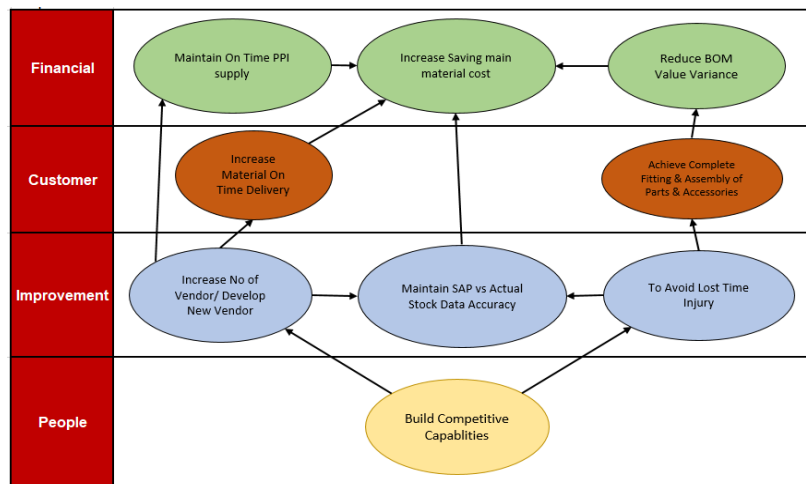 Financial
Maintain On Time PPI
supply
Increase Saving main
material cost
Reduce BOM
Value Variance
Customer
Increase
Material On
Time Delivery
Achieve Complete
Fitting & Assembly of
Parts & Accessories
Improvement
Increase No of
Vendor/ Develop
New Vendor
Maintain SAP vs Actual
Stock Data Accuracy
To Avoid Lost Time
Injury
People
Build Competitive
Capablities